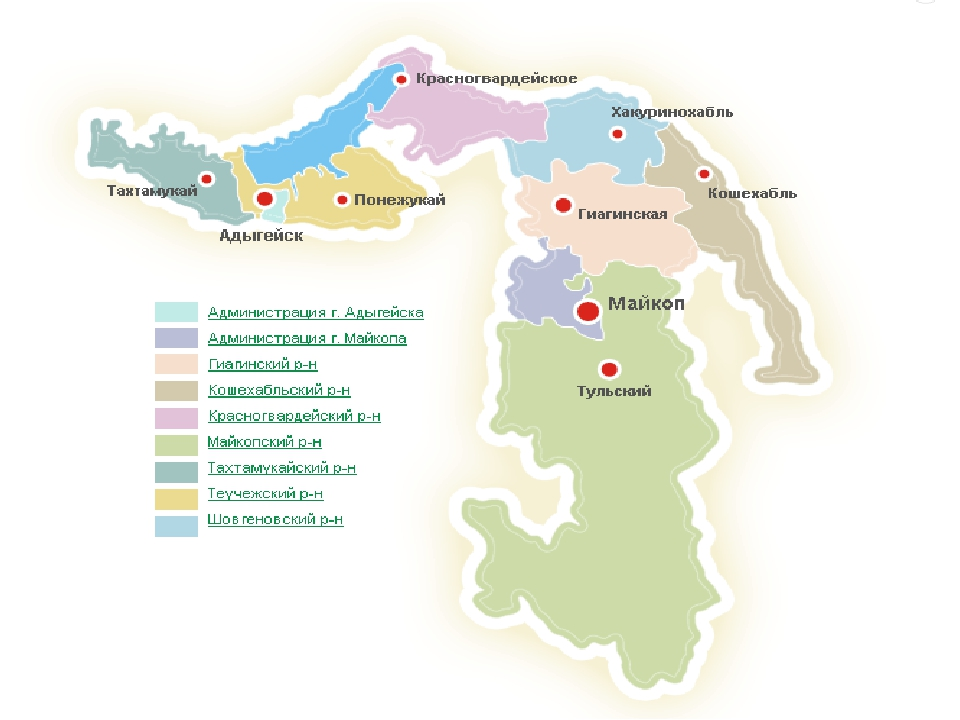 Красногвардейское
Хакуринохабль
Тахтамукай
Понежукай
Кошехабль
Гиагинская
Адыгейск
Майкоп
Тульский
Администрация г. Адыгейска
Администрация г. Майкопа
Гиагинский р-н
Кошехабльский р-н
Красногвардейский р-н
Майкопский р-н
Тахтамукайский р-н
Теучежский р-н
Шовгеновский р-н